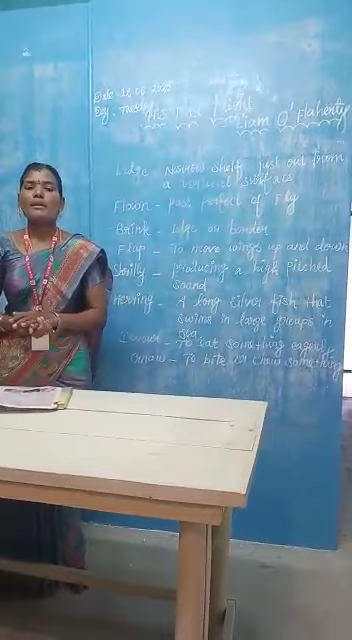 Date - 16.06.2025
Day - Tuesday
His First Flight
Liam O'Flaherty
Ledge - Narrow shelf just out from
a vertical surface
Flown - past perfect of Fly
Brink - edge or border
Flap - To move wings up and down
Shrilly - producing a high pitched
sound
Herring - A long silver fish that
swims in large groups in
sea
Devour - To eat something eagerly
Gnaw - To bite or chew something